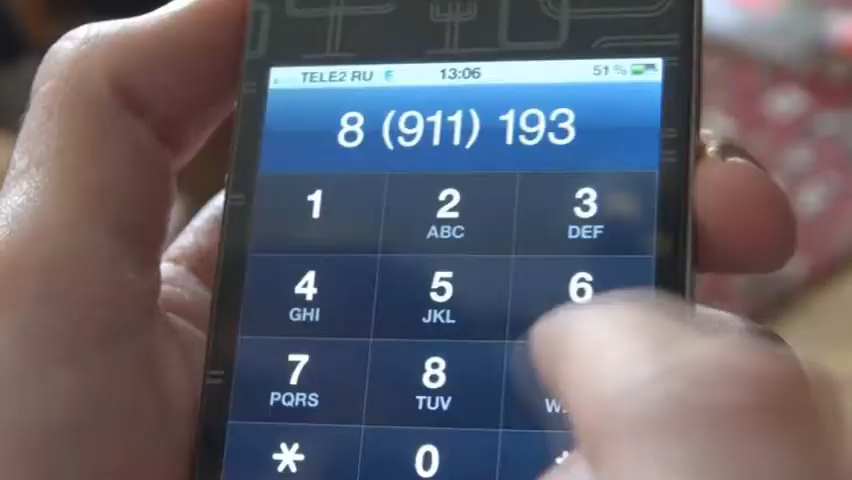 TELE2 RU E 13:06 51%
8 (911) 193
1 2 3
ABC DEF
4 5 6
GHI JKL
7 8
PQRS TUV W
* 0